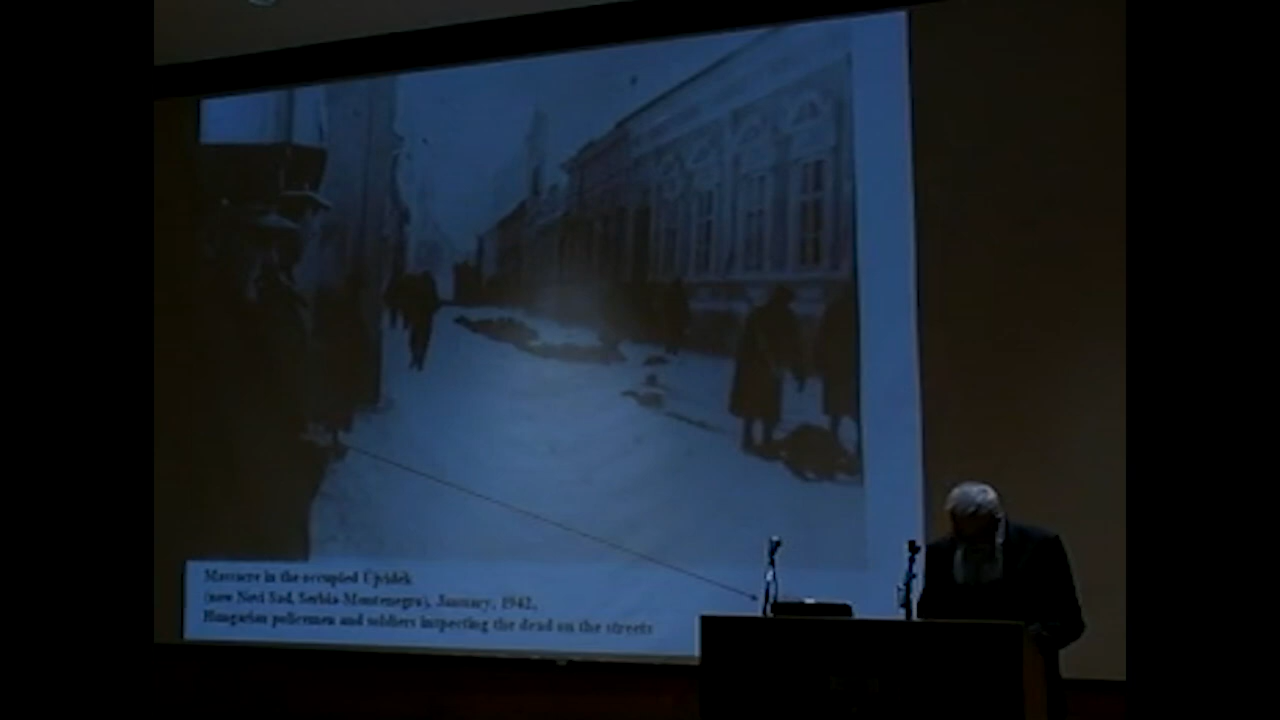 Massacre in the occupied Újvidék
(now Novi Sad, Serbia-Montenegro), January, 1942,
Hungarian policemen and soldiers inspecting the dead on the streets